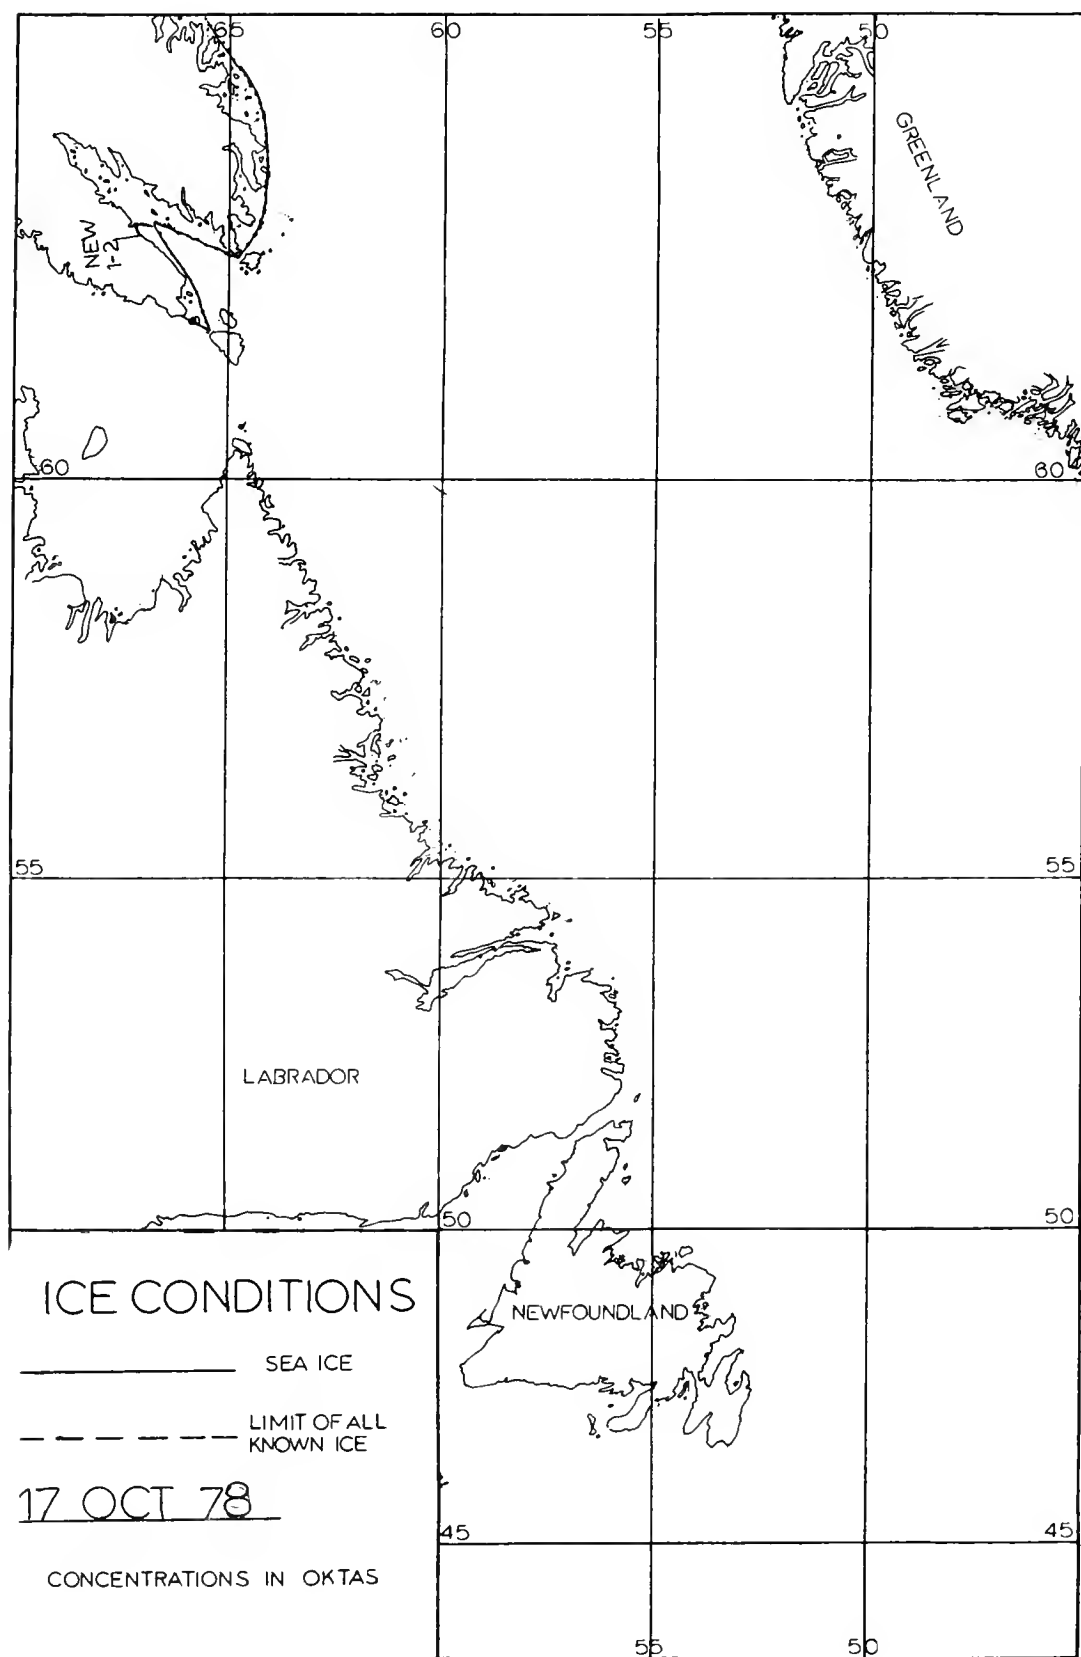 65 60 55 50
GREENLAND
NEW
1-2
60 60
55 55
LABRADOR
50 50
ICE CONDITIONS
NEWFOUNDLAND
SEA ICE
LIMIT OF ALL
KNOWN ICE
17 OCT 78
45 45
CONCENTRATIONS IN OKTAS
55 50